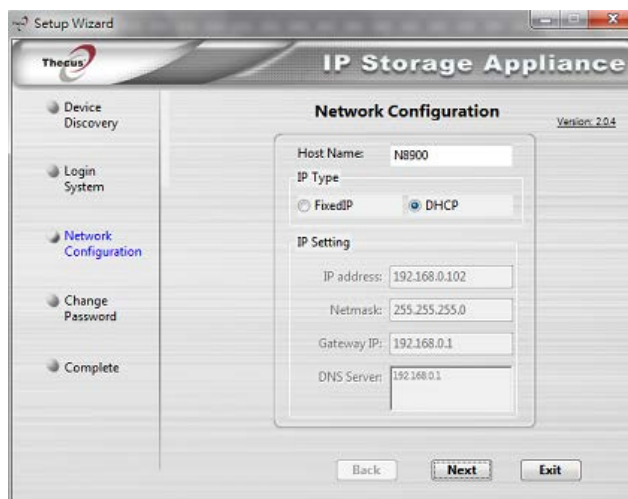 Setup Wizard
Thecus
IP Storage Appliance
Device
Discovery
Login
System
Network
Configuration
Change
Password
Complete
Network Configuration
Version: 2.0.4
Host Name: N8900
IP Type
FixedIP DHCP
IP Setting
IP address: 192.168.0.102
Netmask: 255.255.255.0
Gateway IP: 192.168.0.1
DNS Server: 192.168.0.1
Back Next Exit